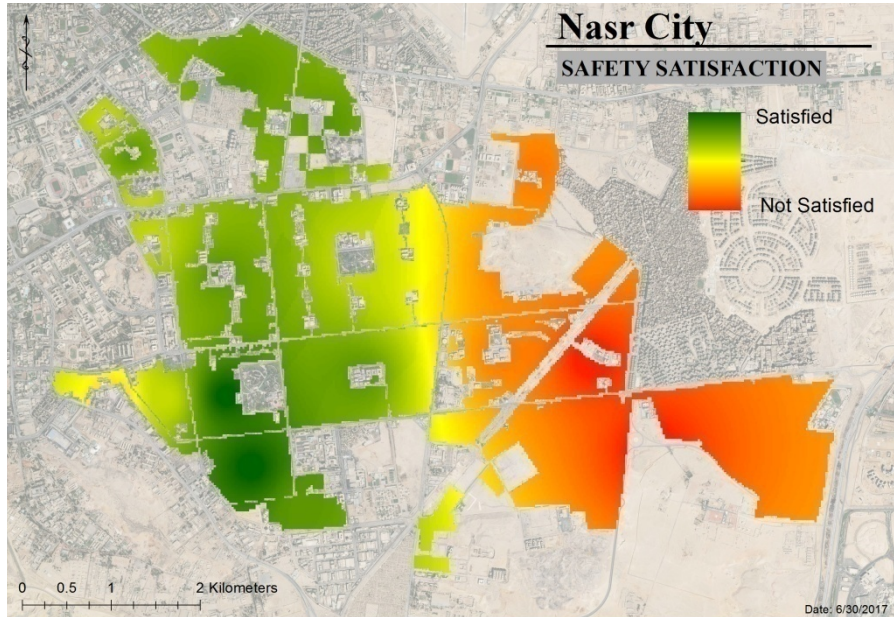 Nasr City
SAFETY SATISFACTION
Satisfied
Not Satisfied
0 0.5 1 2 Kilometers
Date: 6/30/2017